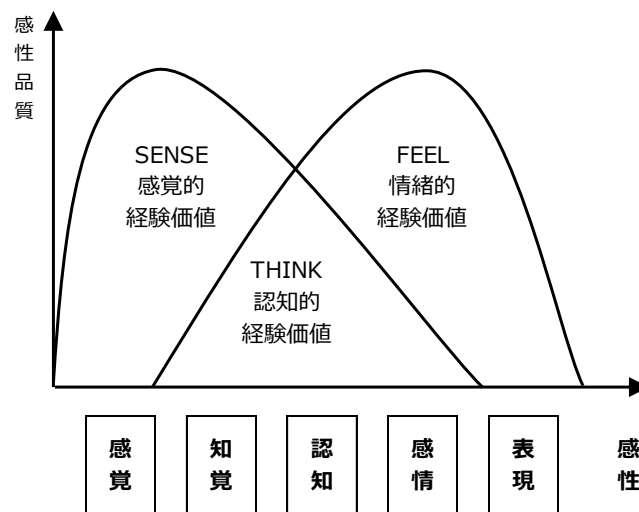 感性品質
SENSE
感覚的
経験価値
FEEL
情緒的
経験価値
THINK
認知的
経験価値
感覚
知覚
認知
感情
表現
感性